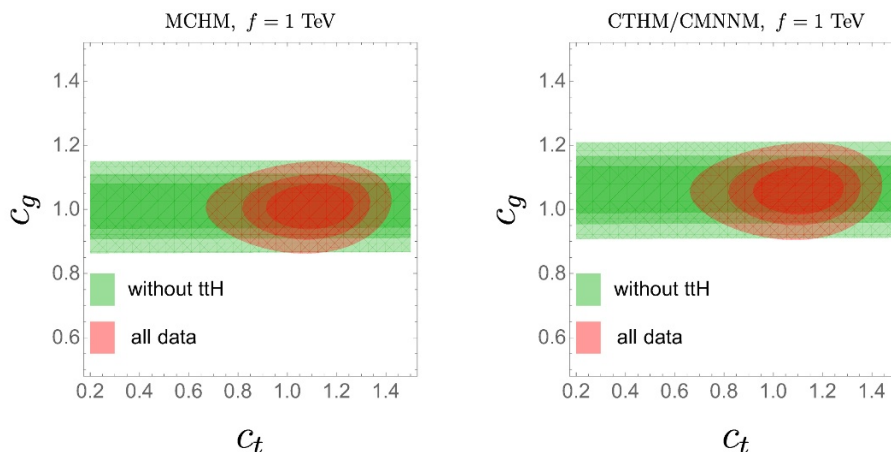 MCHM, f = 1 TeV
1.4
1.2
1.0
0.8
0.6
c_g
without ttH
all data
0.2 0.4 0.6 0.8 1.0 1.2 1.4
c_t
CTHM/CMNNM, f = 1 TeV
1.4
1.2
1.0
0.8
0.6
c_g
without ttH
all data
0.2 0.4 0.6 0.8 1.0 1.2 1.4
c_t